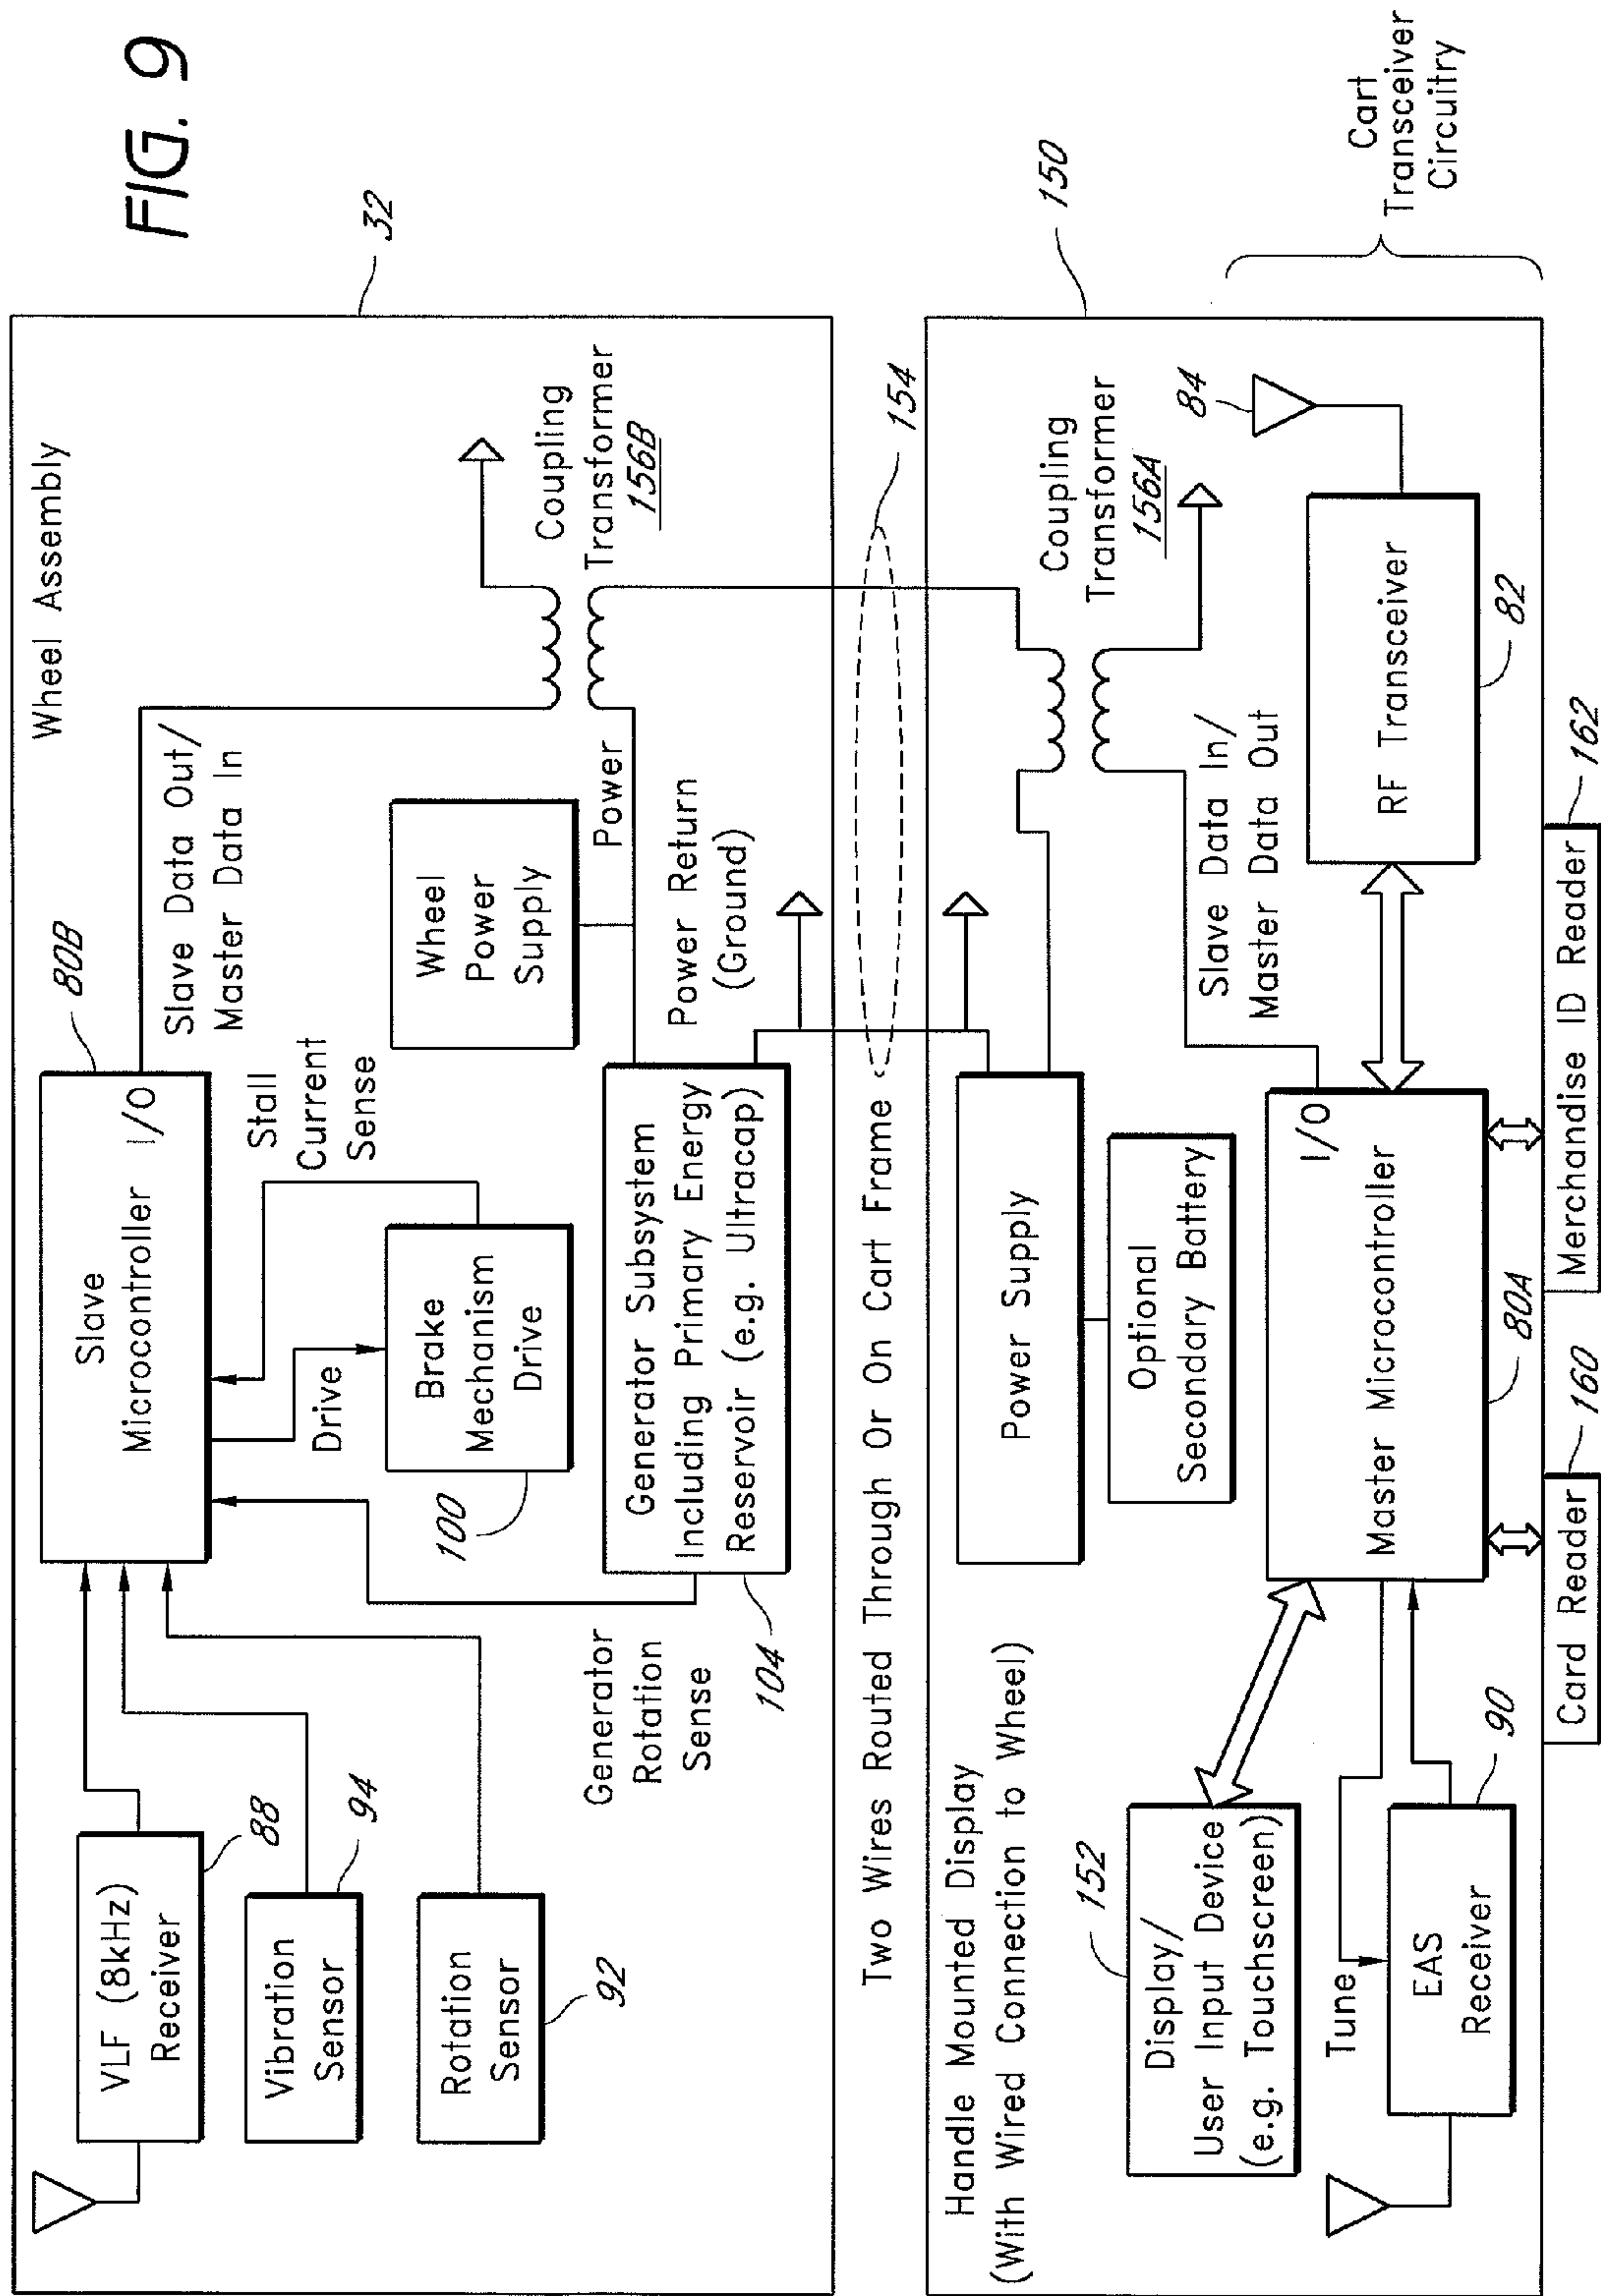 FIG. 9
Wheel Assembly
32
VLF (8kHz)
Receiver
88
Vibration
Sensor
94
Rotation
Sensor
92
Slave
Microcontroller
I/O
80B
Slave Data Out/
Master Data In
Stall
Current
Sense
Drive
Brake
Mechanism
Drive
100
Generator
Rotation
Sense
Generator Subsystem
Including Primary Energy
Reservoir (e.g. Ultracap)
104
Wheel
Power
Supply
Power
Power Return
(Ground)
Coupling
Transformer
156B
Two Wires Routed Through Or On Cart Frame
154
Handle Mounted Display
(With Wired Connection to Wheel)
150
Power Supply
Optional
Secondary Battery
Coupling
Transformer
156A
Slave Data In/
Master Data Out
Display/
User Input Device
(e.g. Touchscreen)
152
Tune
EAS
Receiver
90
Master Microcontroller
I/O
80A
RF Transceiver
82
84
Cart
Transceiver
Circuitry
Card Reader
160
Merchandise ID Reader
162